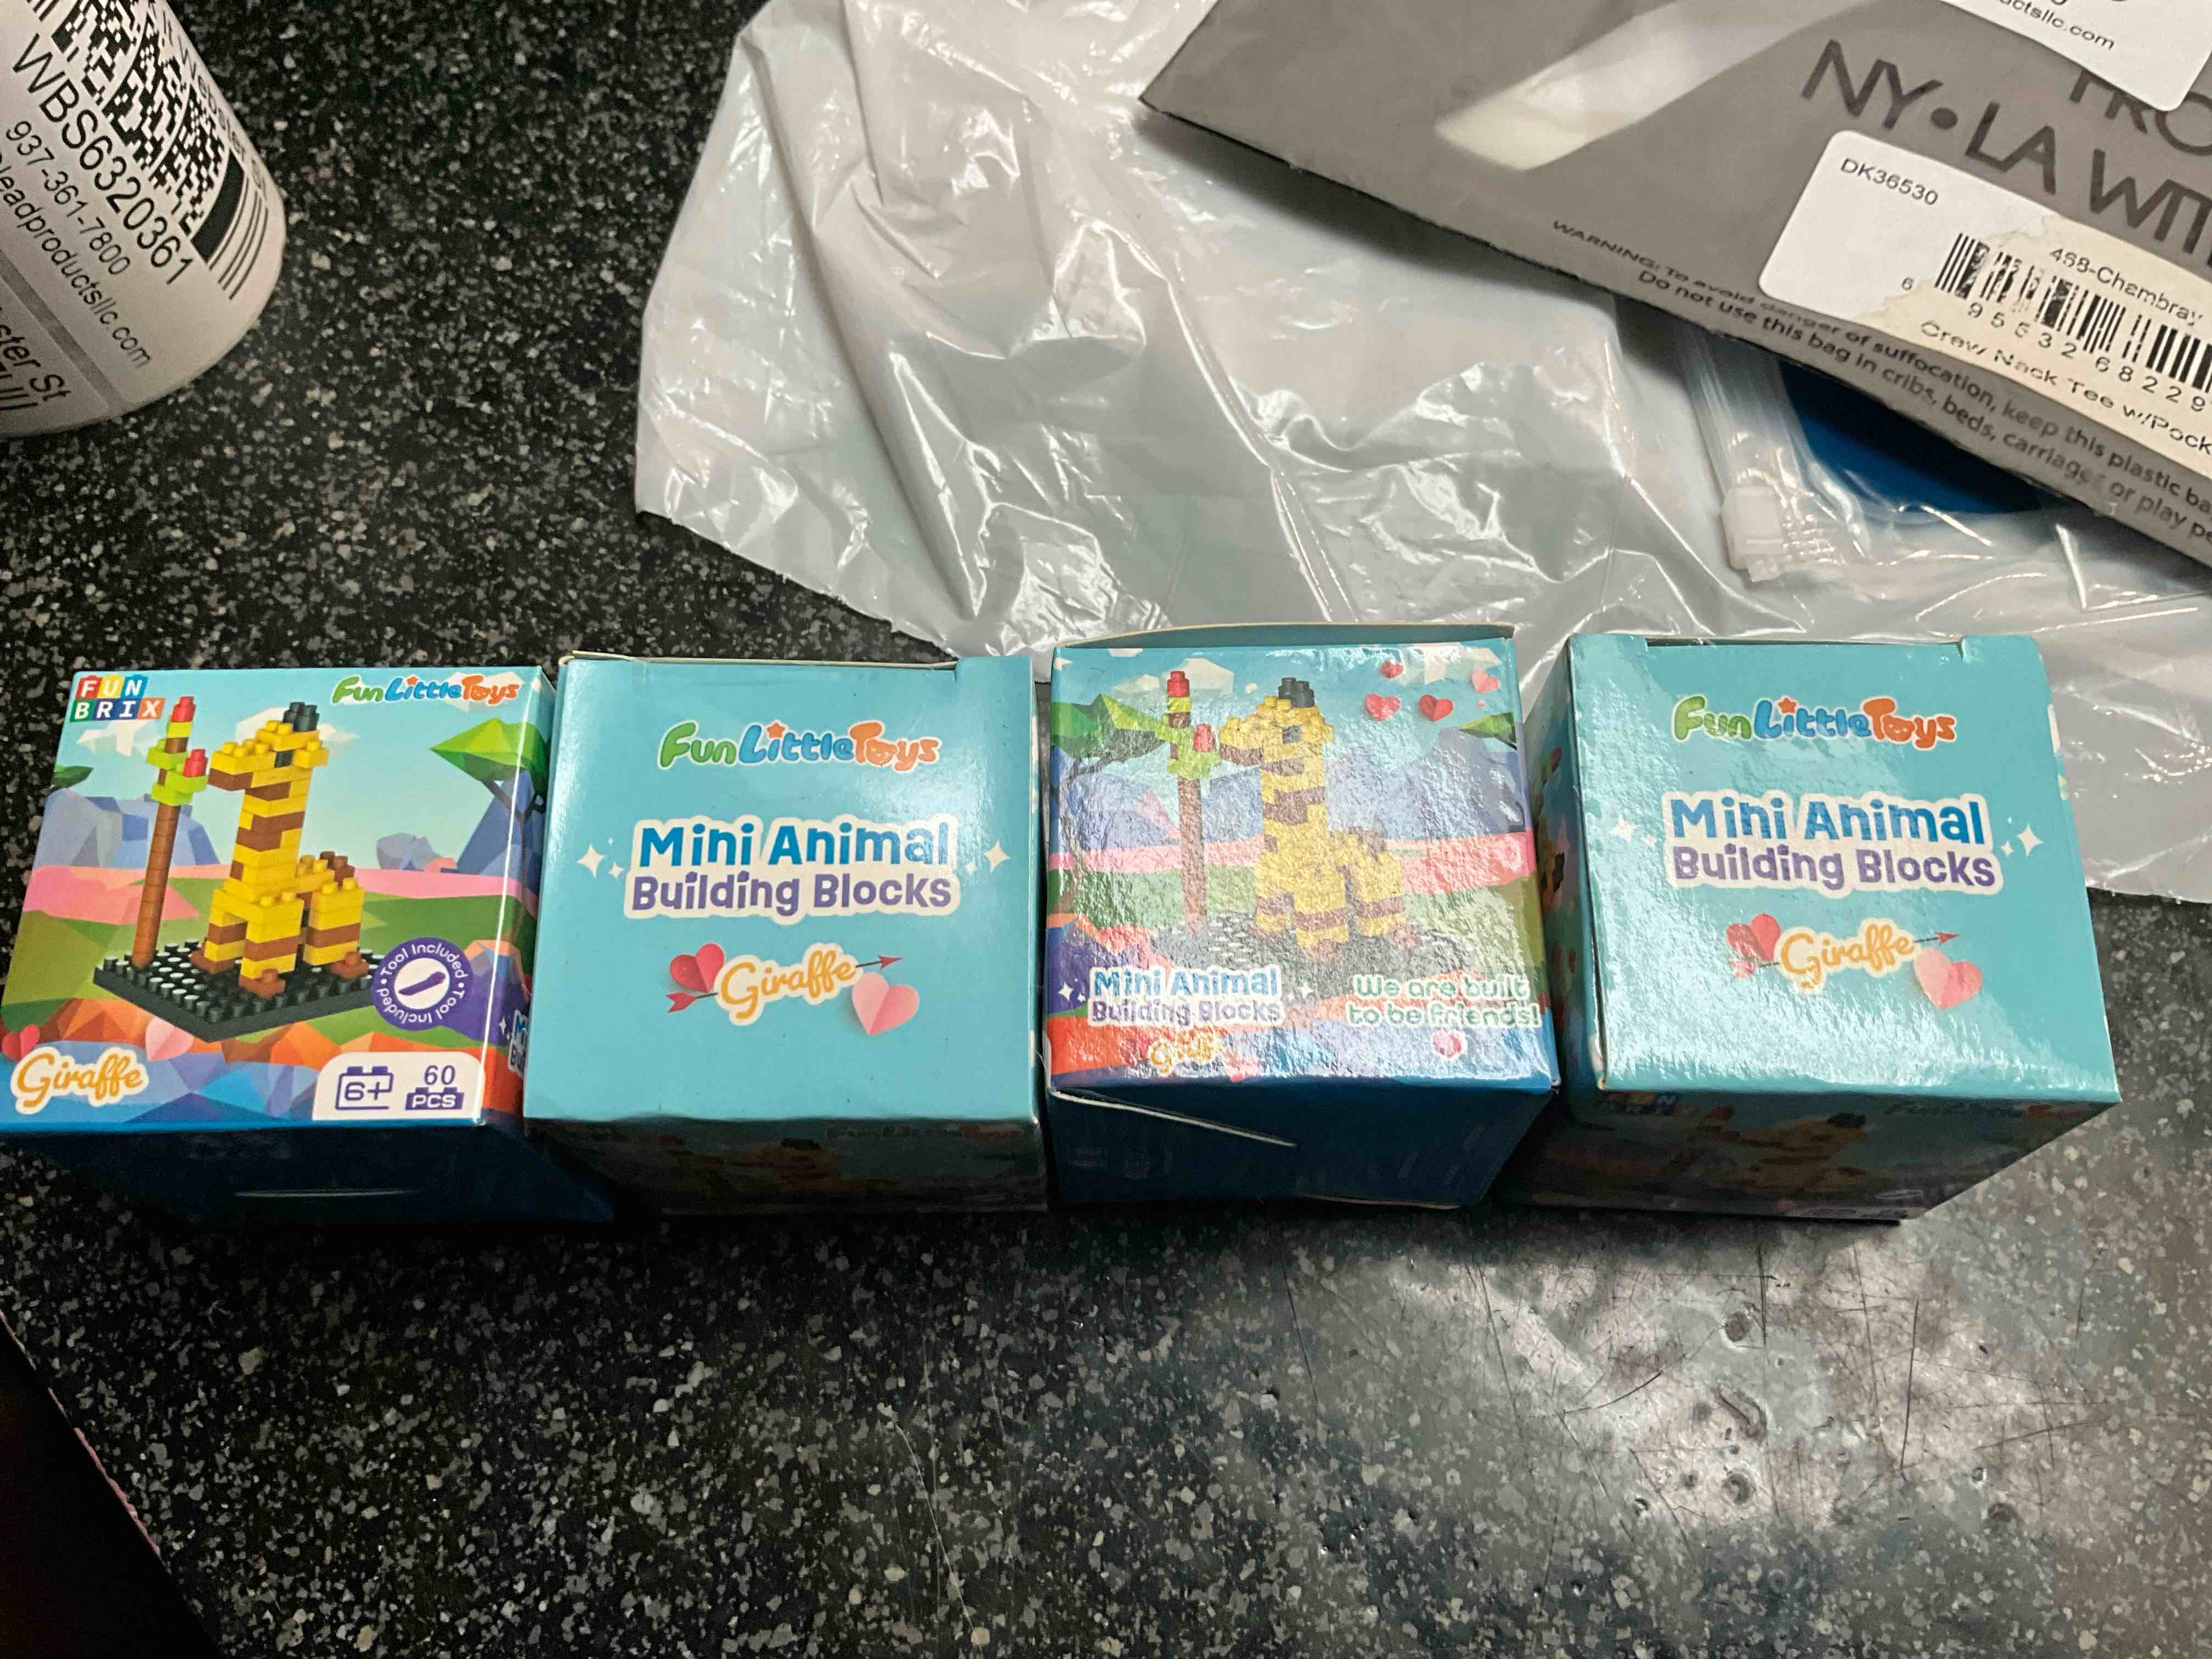 WBS6320361
937-361-7800
leadproductsllc.com
ster St
ctsllc.com
NY•LA WIT
DK36530
468-Chambray
Crew Neck Tee w/Pock
WARNING: To avoid danger of suffocation, keep this plastic ba
Do not use this bag in cribs, beds, carriages or play pe
FUN
BRIX
FunLittleToys
Tool Included • Tool Included •
Giraffe
6+
60
PCS
FunLittleToys
Mini Animal
Building Blocks
Giraffe
Mini Animal
Building Blocks
Giraffe
We are built
to be friends!
FunLittleToys
Mini Animal
Building Blocks
Giraffe